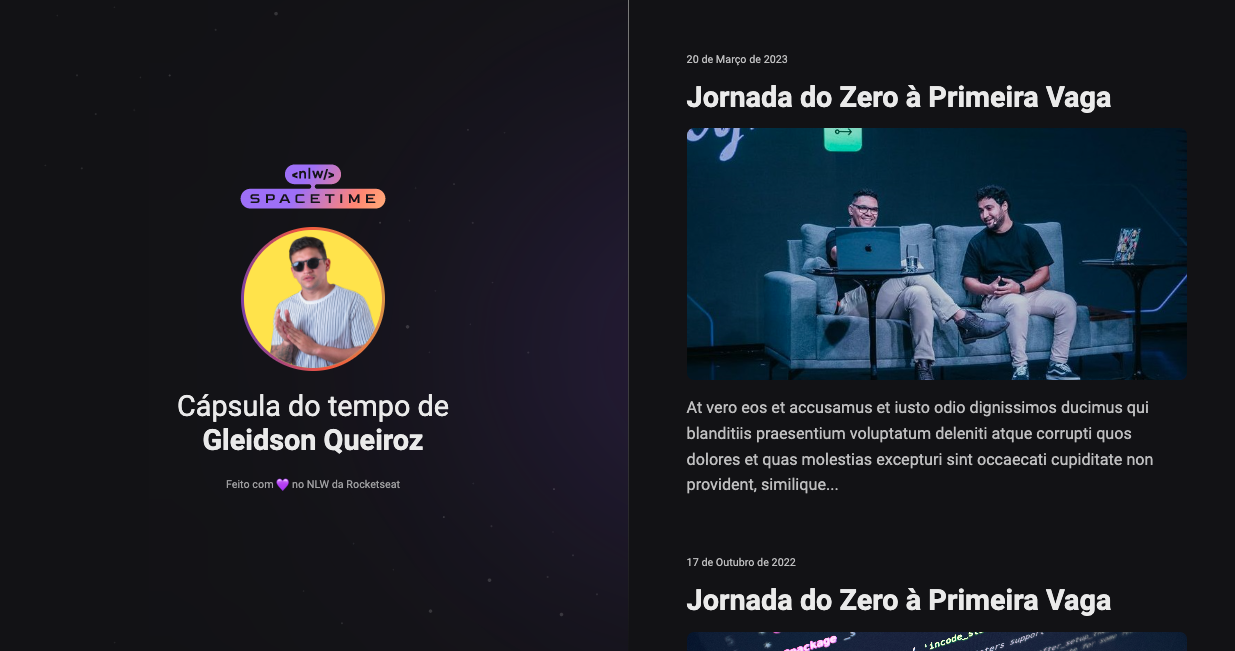 <nlw/>
SPACETIME
Cápsula do tempo de
Gleidson Queiroz
Feito com 💜 no NLW da Rocketseat
20 de Março de 2023
Jornada do Zero à Primeira Vaga
At vero eos et accusamus et iusto odio dignissimos ducimus qui
blanditiis praesentium voluptatum deleniti atque corrupti quos
dolores et quas molestias excepturi sint occaecati cupiditate non
provident, similique...
17 de Outubro de 2022
Jornada do Zero à Primeira Vaga
package